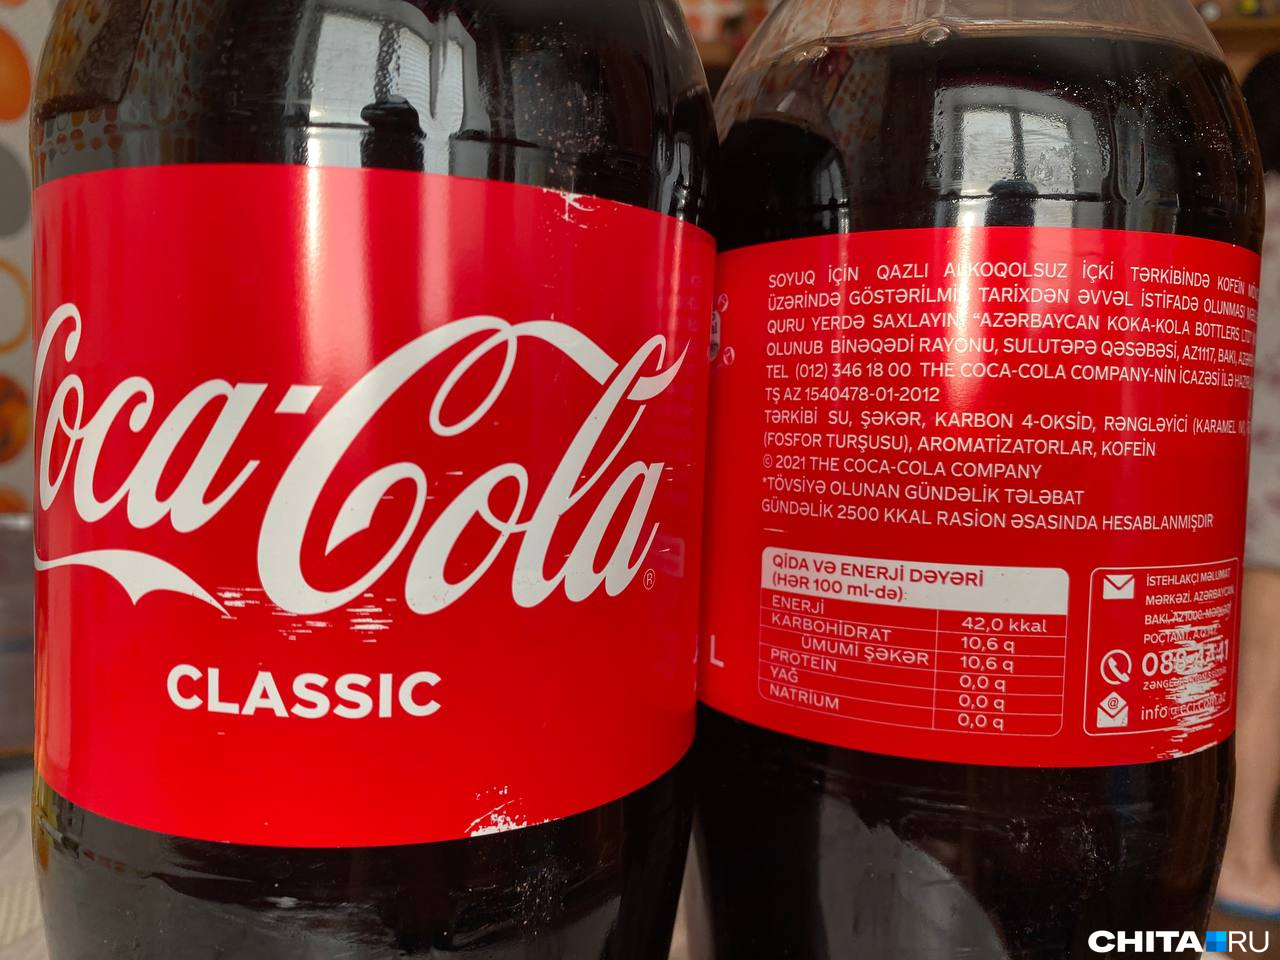 Coca-Cola
®
CLASSIC
L
SOYUQ İÇİN QAZLI ALKOQOLSUZ İÇKİ TƏRKİBİNDƏ KOFEİN
ÜZƏRİNDƏ GÖSTƏRİLMİŞ TARİXDƏN ƏVVƏL İSTİFADƏ OLUNMASI
QURU YERDƏ SAXLAYIN "AZƏRBAYCAN KOKA-KOLA BOTTLERS LTD"
OLUNUB BİNƏQƏDİ RAYONU, SULUTƏPƏ QƏSƏBƏSİ, AZ1117, BAKI,
TEL (012) 346 18 00 THE COCA-COLA COMPANY-NİN İCAZƏSİ İLƏ
TŞ AZ 1540478-01-2012
TƏRKİBİ SU, ŞƏKƏR, KARBON 4-OKSİD, RƏNGLƏYİCİ (KARAMEL IV),
(FOSFOR TURŞUSU), AROMATİZATORLAR, KOFEİN
© 2021 THE COCA-COLA COMPANY
*TÖVSİYƏ OLUNAN GÜNDƏLİK TƏLƏBAT
GÜNDƏLİK 2500 KKAL RASİON ƏSASINDA HESABLANMIŞDIR
QİDA VƏ ENERJİ DƏYƏRİ
(HƏR 100 ml-də):
ENERJİ 42,0 kkal
KARBOHİDRAT 10,6 q
ÜMUMİ ŞƏKƏR 10,6 q
PROTEIN 0,0 q
YAĞ 0,0 q
NATRIUM 0,0 q
İSTEHLAKÇI MƏLUMAT
MƏRKƏZİ. AZƏRBAYCAN,
BAKI, AZ1000.
POÇTAMT. A.Q.
CHITA.RU